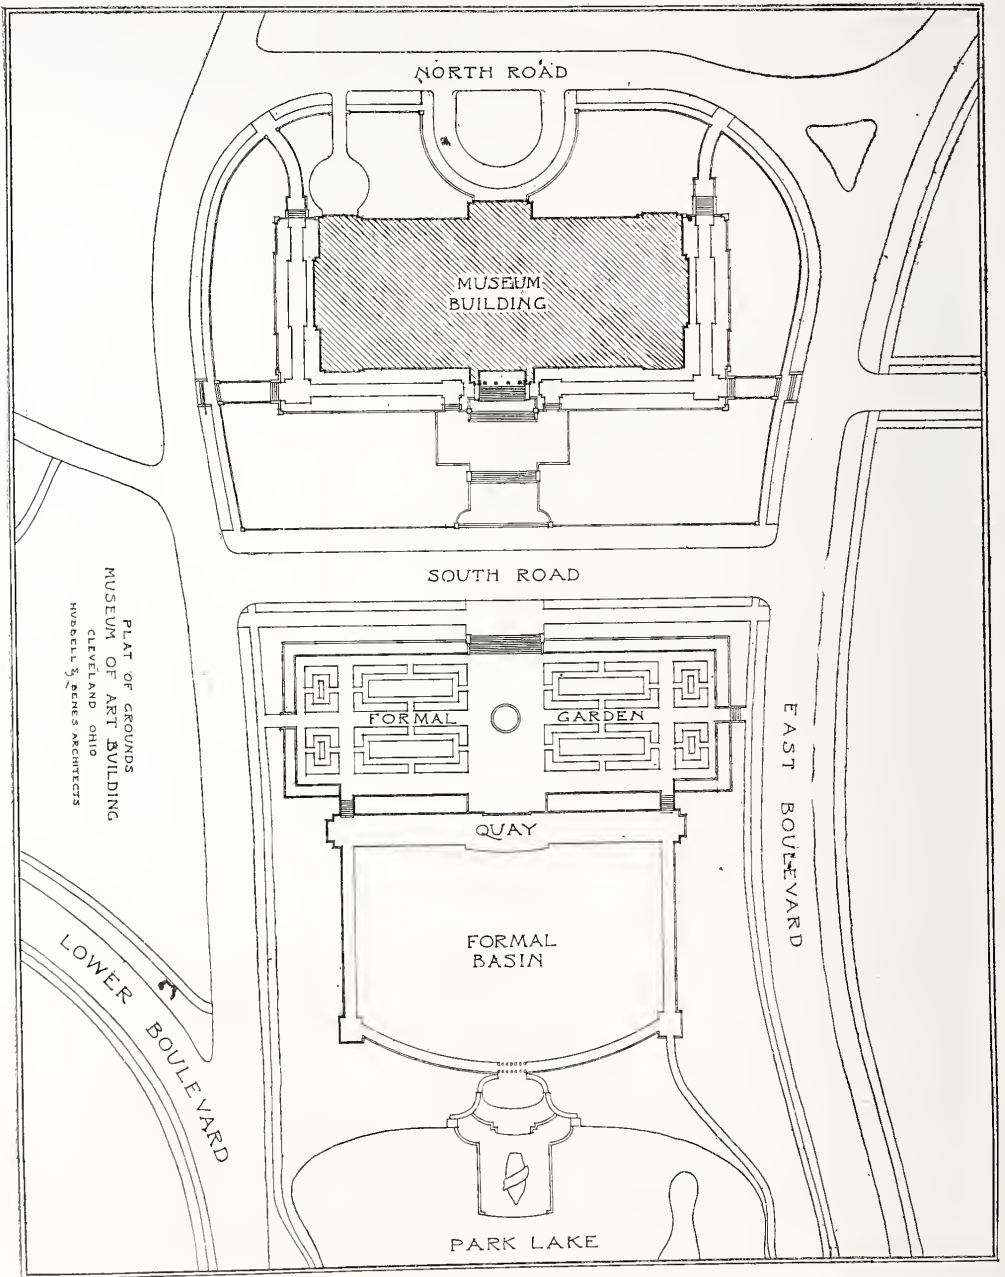 NORTH ROAD
MUSEUM
BUILDING
SOUTH ROAD
PLAT OF GROUNDS
MUSEUM OF ART BUILDING
CLEVELAND OHIO
HUBBELL & BENES ARCHITECTS
FORMAL GARDEN
EAST BOULEVARD
QUAY
FORMAL
BASIN
LOWER BOULEVARD
PARK LAKE